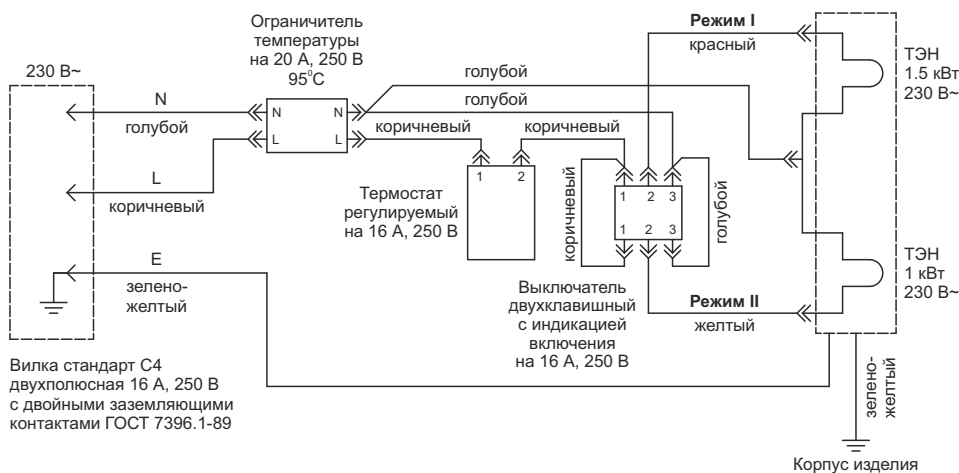 230 В~
N
голубой
L
коричневый
E
зелено-
желтый
Вилка стандарт С4
двухполюсная 16 А, 250 В
с двойными заземляющими
контактами ГОСТ 7396.1-89
Ограничитель
температуры
на 20 А, 250 В
95°С
N N
L L
голубой
голубой
коричневый
коричневый
1 2
Термостат
регулируемый
на 16 А, 250 В
Режим I
красный
коричневый
1 2 3
1 2 3
голубой
Выключатель
двухклавишный
с индикацией
включения
на 16 А, 250 В
Режим II
желтый
ТЭН
1.5 кВт
230 В~
ТЭН
1 кВт
230 В~
зелено-
желтый
Корпус изделия